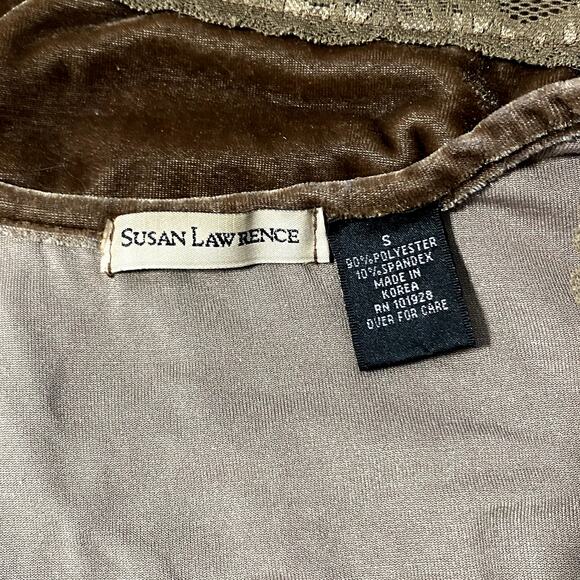 SUSAN LAWRENCE
S
90%POLYESTER
10%SPANDEX
MADE IN
KOREA
RN 101928
OVER FOR CARE